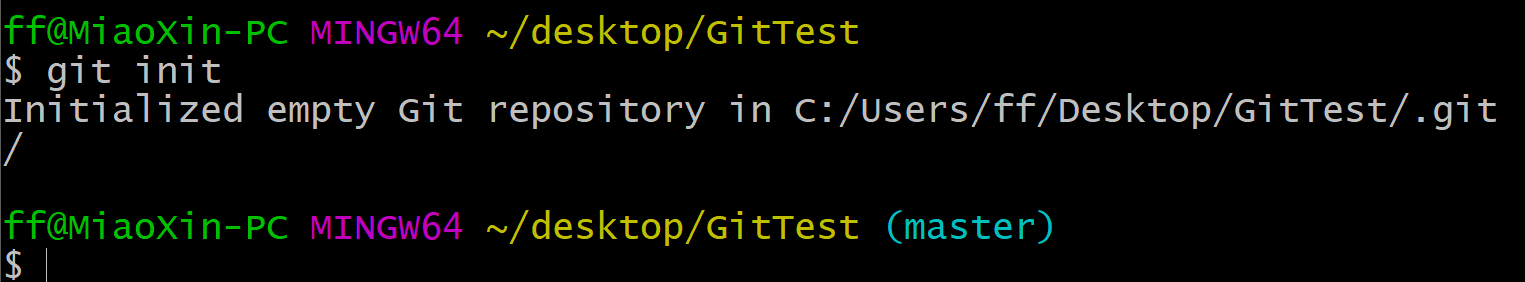 ff@MiaoXin-PC MINGW64 ~/desktop/GitTest
$ git init
Initialized empty Git repository in C:/Users/ff/Desktop/GitTest/.git
/
ff@MiaoXin-PC MINGW64 ~/desktop/GitTest (master)
$